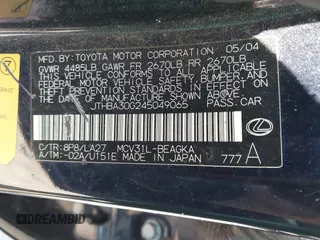 MFD. BY: TOYOTA MOTOR CORPORATION 05/04
GVWR 4485LB GAWR FR 2670LB RR 2670LB
THIS VEHICLE CONFORMS TO ALL APPLICABLE
FEDERAL MOTOR VEHICLE SAFETY, BUMPER,
AND THEFT PREVENTION STANDARDS IN EFFECT
ON THE DATE OF MANUFACTURE SHOWN ABOVE.
JTHBA30G245049065 PASS.CAR
C/TR:8P8/LA27 MCV31L-BEAGKA
A/TM:-02A/U151E MADE IN JAPAN 777 A
LEXUS
DREAMBID